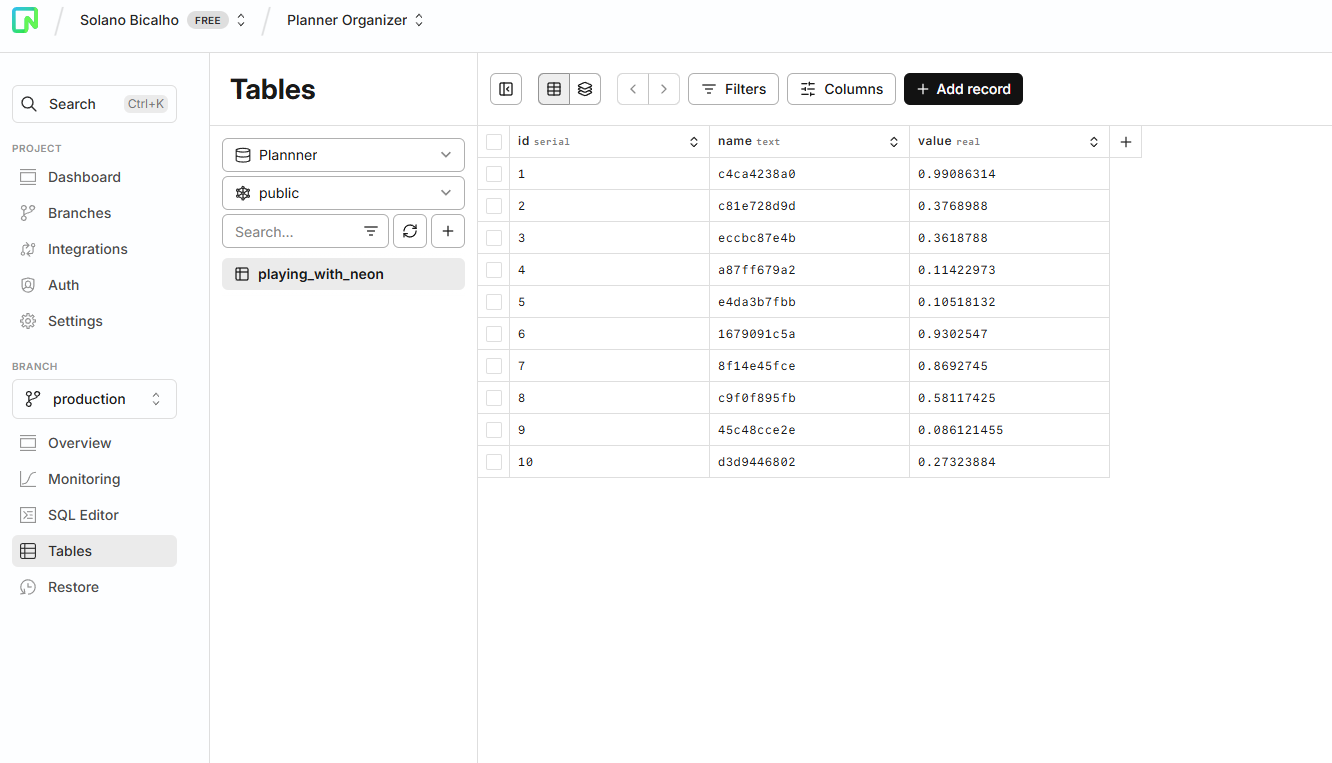 Solano Bicalho FREE Planner Organizer
Search Ctrl+K
PROJECT
Dashboard
Branches
Integrations
Auth
Settings
BRANCH
production
Overview
Monitoring
SQL Editor
Tables
Restore
Tables
Plannner
public
Search...
playing_with_neon
Filters Columns + Add record
id serial name text value real +
1 c4ca4238a0 0.99086314
2 c81e728d9d 0.3768988
3 eccbc87e4b 0.3618788
4 a87ff679a2 0.11422973
5 e4da3b7fbb 0.10518132
6 1679091c5a 0.9302547
7 8f14e45fce 0.8692745
8 c9f0f895fb 0.58117425
9 45c48cce2e 0.086121455
10 d3d9446802 0.27323884